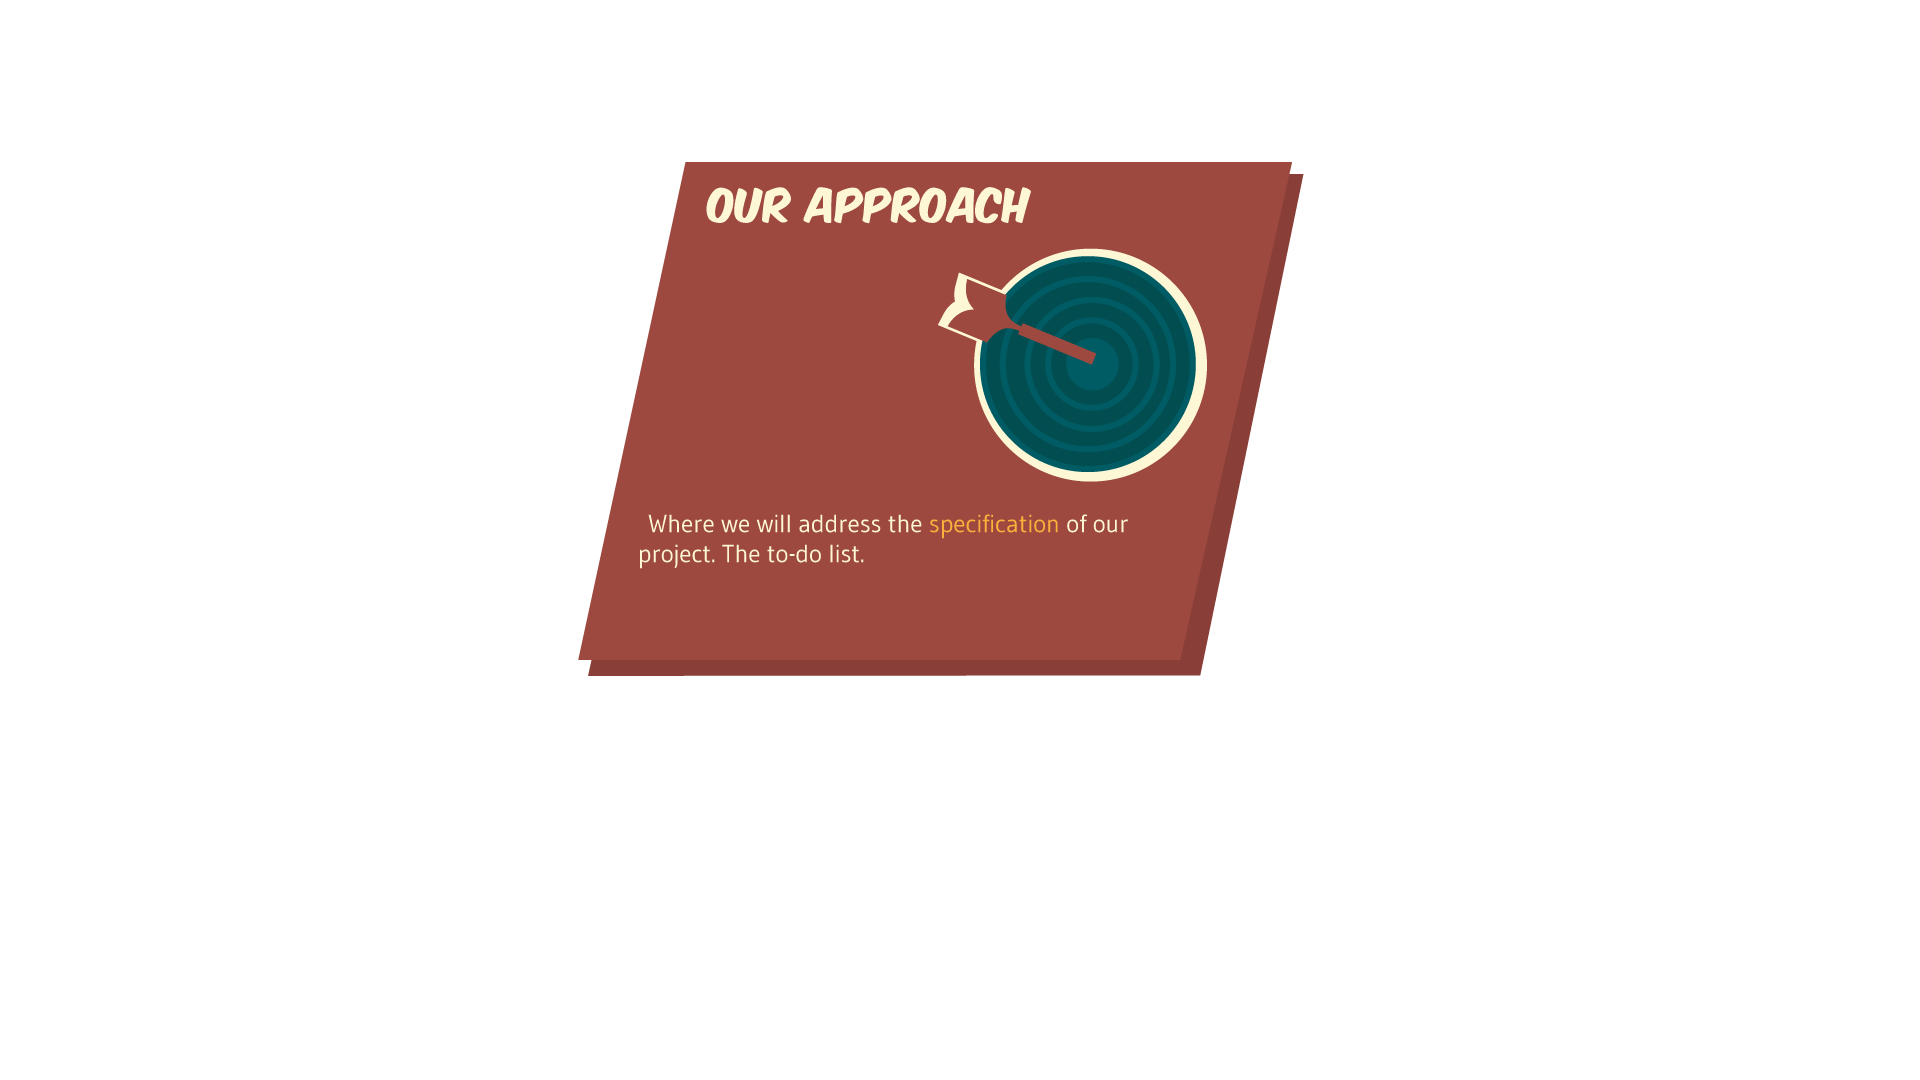 OUR APPROACH
Where we will address the specification of our
project. The to-do list.